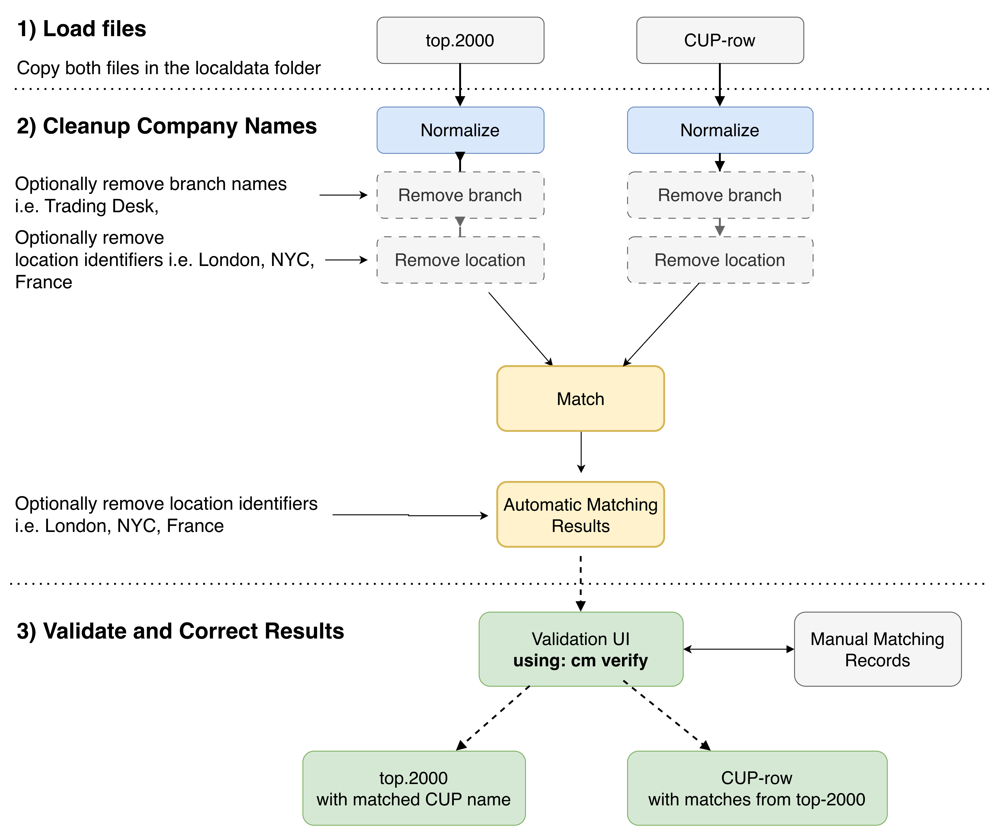 1) Load files
top.2000
CUP-row
Copy both files in the localdata folder
2) Cleanup Company Names
Normalize
Normalize
Optionally remove branch names
i.e. Trading Desk,
Remove branch
Remove branch
Optionally remove
location identifiers i.e. London, NYC,
France
Remove location
Remove location
Match
Optionally remove location identifiers
i.e. London, NYC, France
Automatic Matching
Results
3) Validate and Correct Results
Validation UI
using: cm verify
Manual Matching
Records
top.2000
with matched CUP name
CUP-row
with matches from top-2000